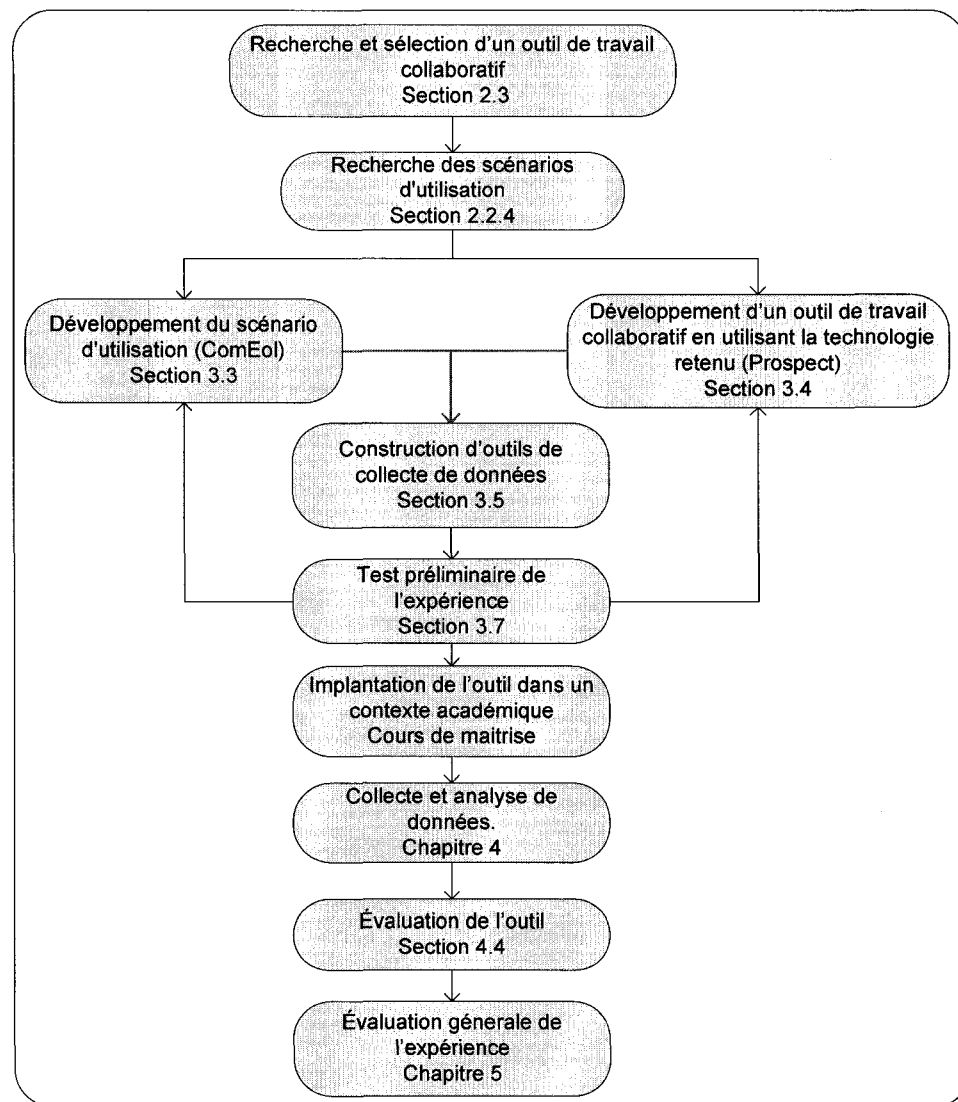 Recherche et sélection d'un outil de travail
collaboratif
Section 2.3
Recherche des scénarios
d'utilisation
Section 2.2.4
Développement du scénario
d'utilisation (ComEol)
Section 3.3
Développement d'un outil de travail
collaboratif en utilisant la technologie
retenu (Prospect)
Section 3.4
Construction d'outils de
collecte de données
Section 3.5
Test préliminaire de
l'expérience
Section 3.7
Implantation de l'outil dans un
contexte académique
Cours de maitrise
Collecte et analyse de
données.
Chapitre 4
Évaluation de l'outil
Section 4.4
Évaluation génerale de
l'expérience
Chapitre 5